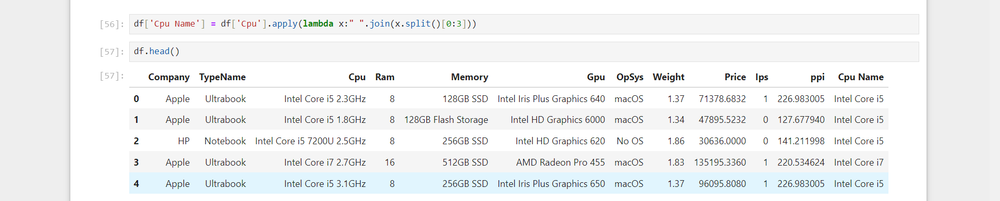 [56]: df['Cpu Name'] = df['Cpu'].apply(lambda x:" ".join(x.split()[0:3]))
[57]: df.head()
[57]: Company TypeName Cpu Ram Memory Gpu OpSys Weight Price Ips ppi Cpu Name
0 Apple Ultrabook Intel Core i5 2.3GHz 8 128GB SSD Intel Iris Plus Graphics 640 macOS 1.37 71378.6832 1 226.983005 Intel Core i5
1 Apple Ultrabook Intel Core i5 1.8GHz 8 128GB Flash Storage Intel HD Graphics 6000 macOS 1.34 47895.5232 0 127.677940 Intel Core i5
2 HP Notebook Intel Core i5 7200U 2.5GHz 8 256GB SSD Intel HD Graphics 620 No OS 1.86 30636.0000 0 141.211998 Intel Core i5
3 Apple Ultrabook Intel Core i7 2.7GHz 16 512GB SSD AMD Radeon Pro 455 macOS 1.83 135195.3360 1 220.534624 Intel Core i7
4 Apple Ultrabook Intel Core i5 3.1GHz 8 256GB SSD Intel Iris Plus Graphics 650 macOS 1.37 96095.8080 1 226.983005 Intel Core i5